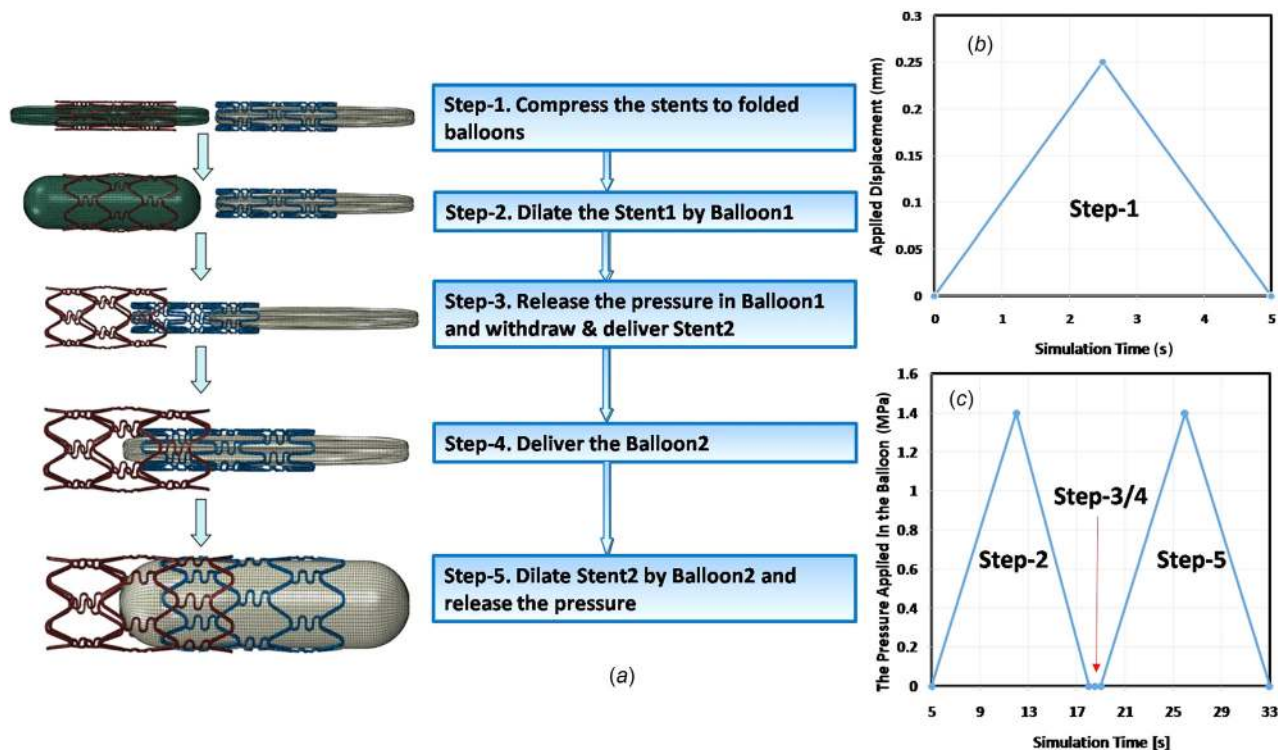 Step-1. Compress the stents to folded
balloons
Step-2. Dilate the Stent1 by Balloon1
Step-3. Release the pressure in Balloon1
and withdraw & deliver Stent2
Step-4. Deliver the Balloon2
Step-5. Dilate Stent2 by Balloon2 and
release the pressure
(a)
(b)
Applied Displacement (mm)
0.3
0.25
0.2
0.15
0.1
0.05
0
Step-1
0 1 2 3 4 5
Simulation Time (s)
(c)
The Pressure Applied In the Balloon (MPa)
1.6
1.4
1.2
1
0.8
0.6
0.4
0.2
0
Step-3/4
Step-2
Step-5
5 9 13 17 21 25 29 33
Simulation Time [s]